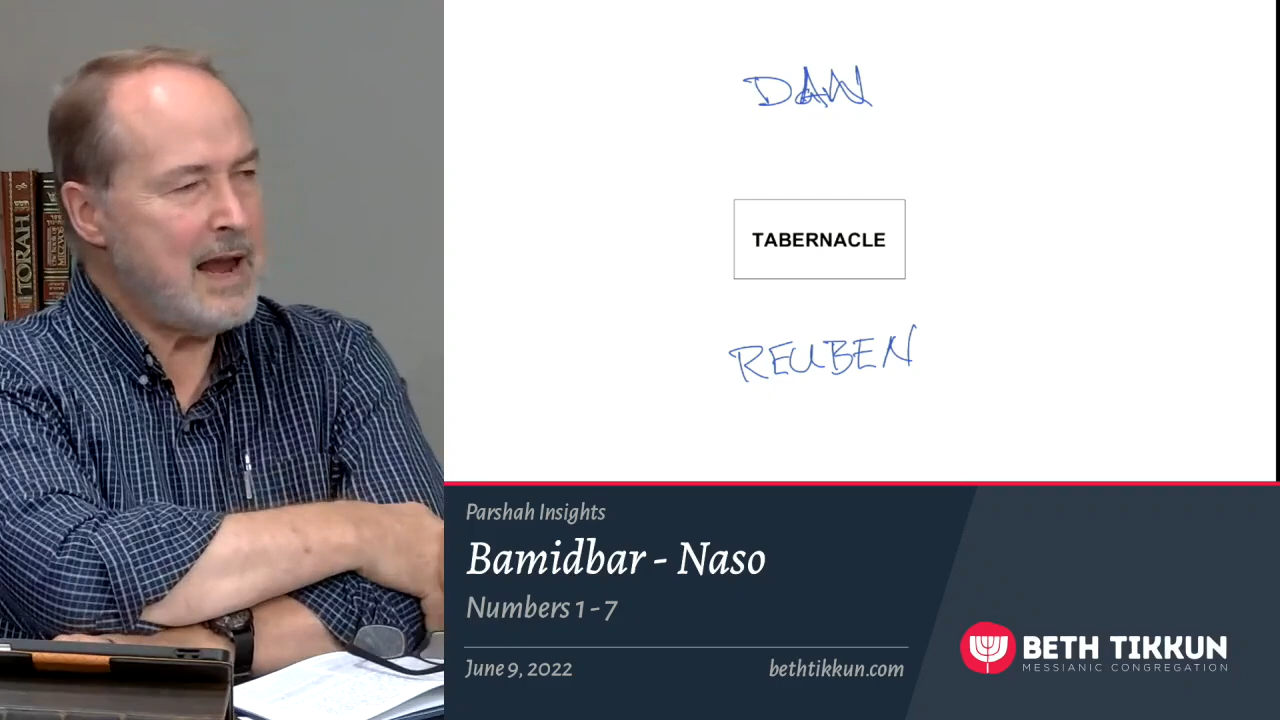 DAN
TABERNACLE
REUBEN
TORAH
Parshah Insights
Bamidbar - Naso
Numbers 1 - 7
June 9, 2022
bethtikkun.com
BETH TIKKUN
MESSIANIC CONGREGATION